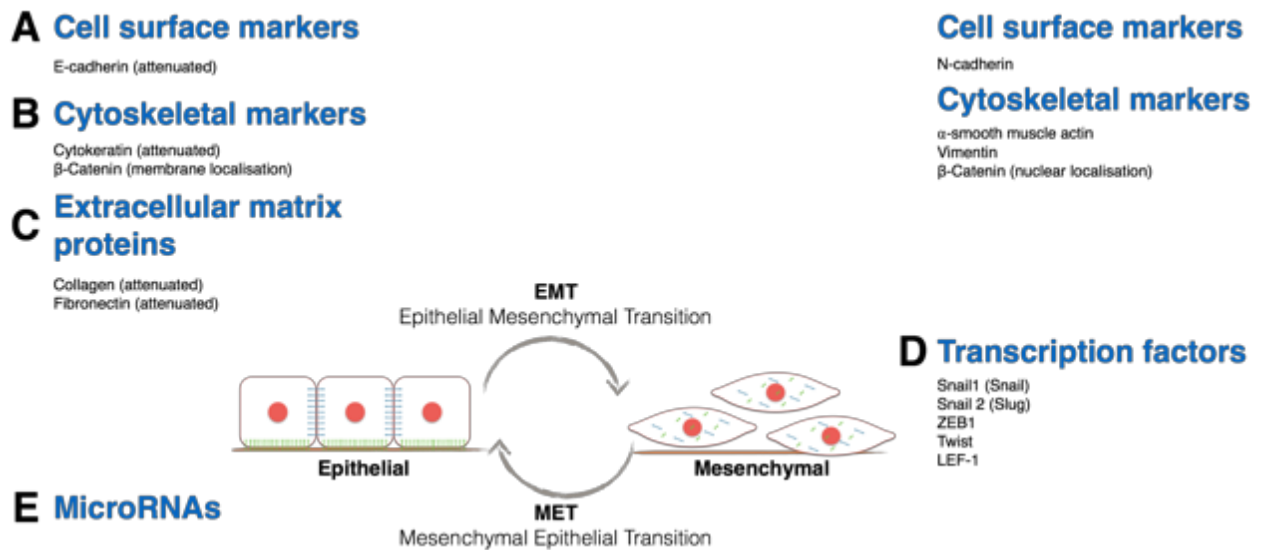 A Cell surface markers
E-cadherin (attenuated)
B Cytoskeletal markers
Cytokeratin (attenuated)
β-Catenin (membrane localisation)
C Extracellular matrix
proteins
Collagen (attenuated)
Fibronectin (attenuated)
Cell surface markers
N-cadherin
Cytoskeletal markers
α-smooth muscle actin
Vimentin
β-Catenin (nuclear localisation)
EMT
Epithelial Mesenchymal Transition
Epithelial
Mesenchymal
MET
Mesenchymal Epithelial Transition
D Transcription factors
Snail1 (Snail)
Snail 2 (Slug)
ZEB1
Twist
LEF-1
E MicroRNAs